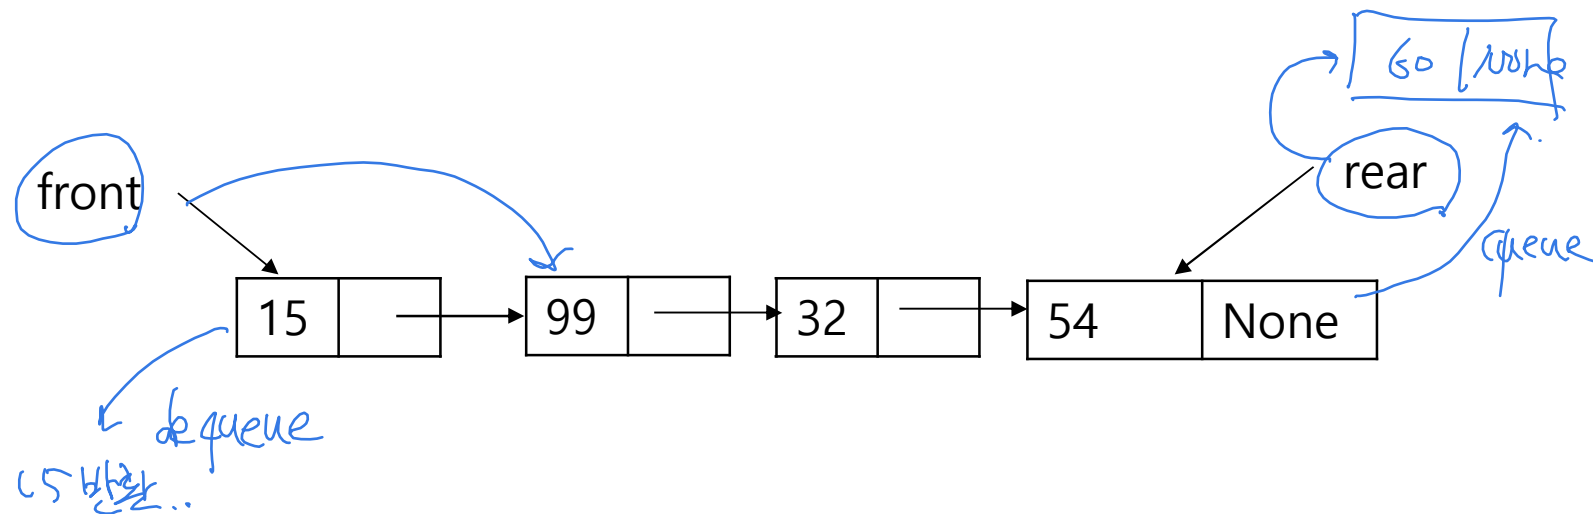 60 None
front
rear
queue
15 99 32 54 None
dequeue
15 반환..